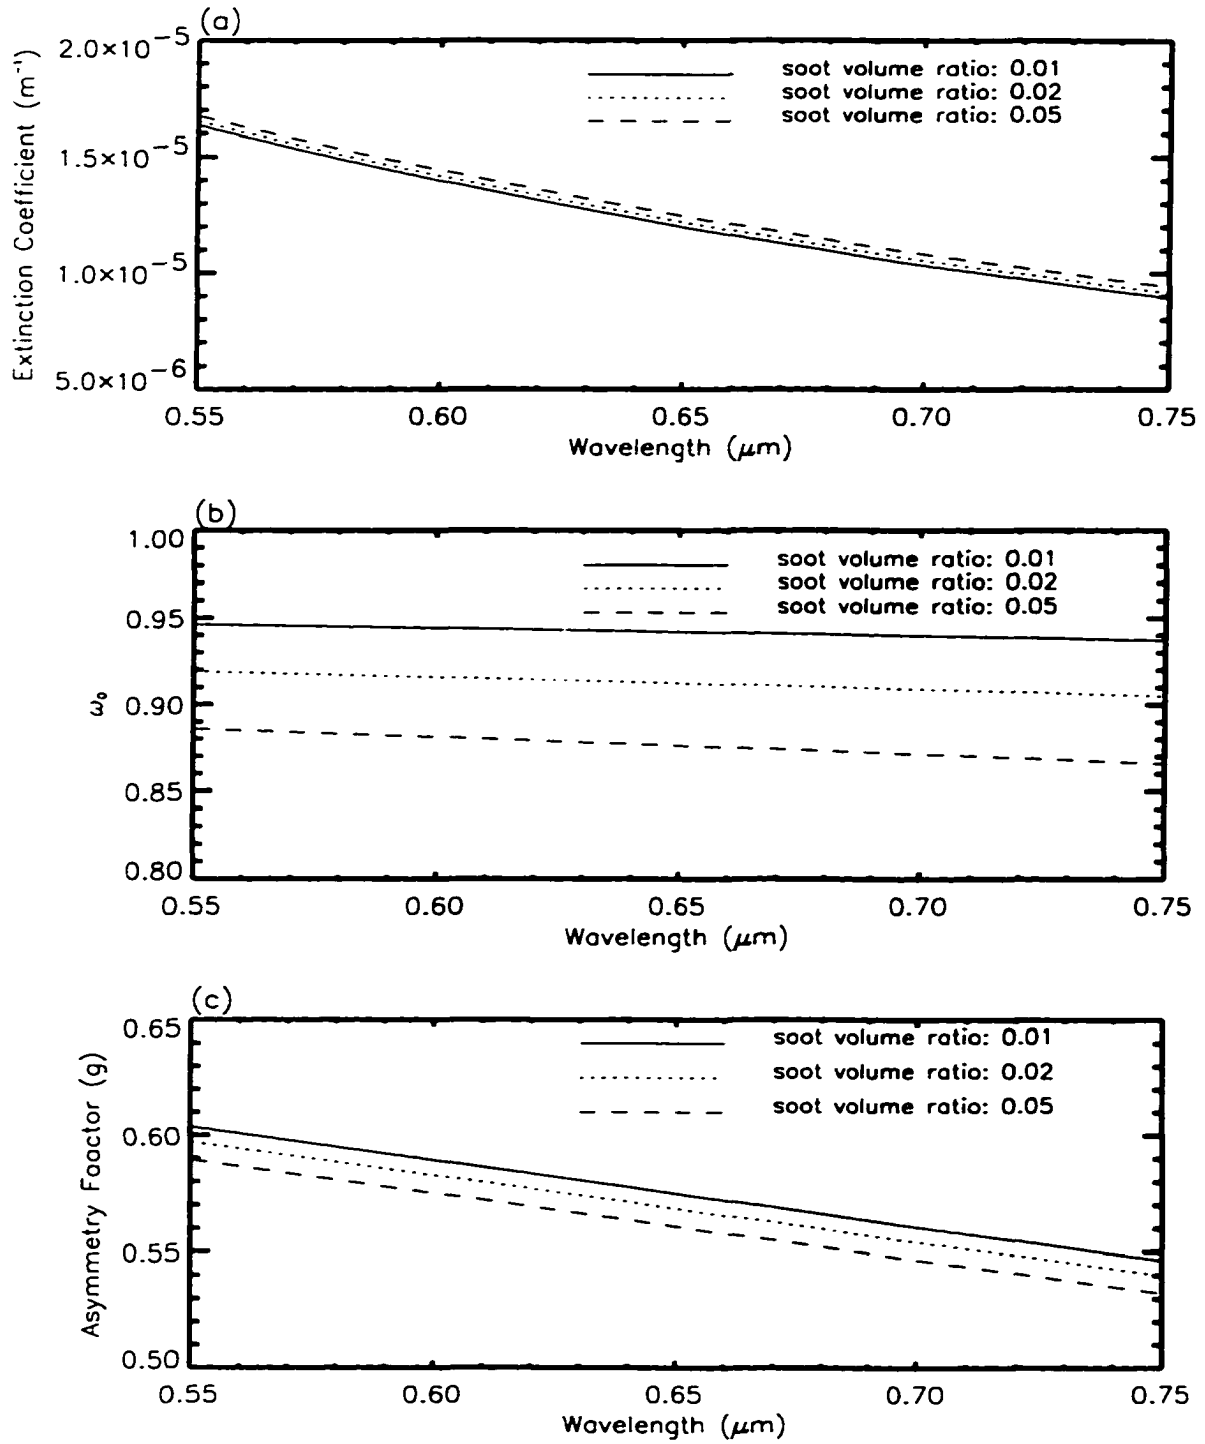 (a)
2.0×10⁻⁵
1.5×10⁻⁵
1.0×10⁻⁵
5.0×10⁻⁶
Extinction Coefficient (m⁻¹)
soot volume ratio: 0.01
soot volume ratio: 0.02
soot volume ratio: 0.05
0.55 0.60 0.65 0.70 0.75
Wavelength (μm)
(b)
1.00
0.95
0.90
0.85
0.80
ω₀
soot volume ratio: 0.01
soot volume ratio: 0.02
soot volume ratio: 0.05
0.55 0.60 0.65 0.70 0.75
Wavelength (μm)
(c)
0.65
0.60
0.55
0.50
Asymmetry Faactor (g)
soot volume ratio: 0.01
soot volume ratio: 0.02
soot volume ratio: 0.05
0.55 0.60 0.65 0.70 0.75
Wavelength (μm)